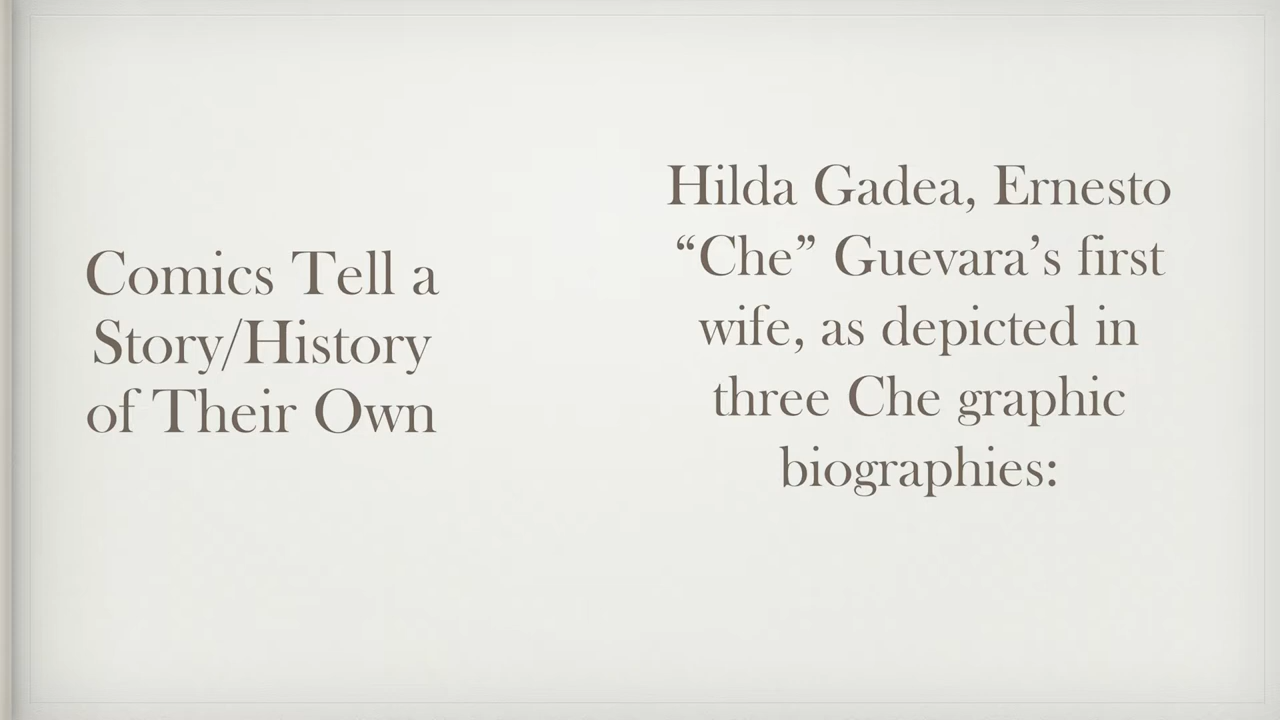 Comics Tell a
Story/History
of Their Own
Hilda Gadea, Ernesto
“Che” Guevara’s first
wife, as depicted in
three Che graphic
biographies: